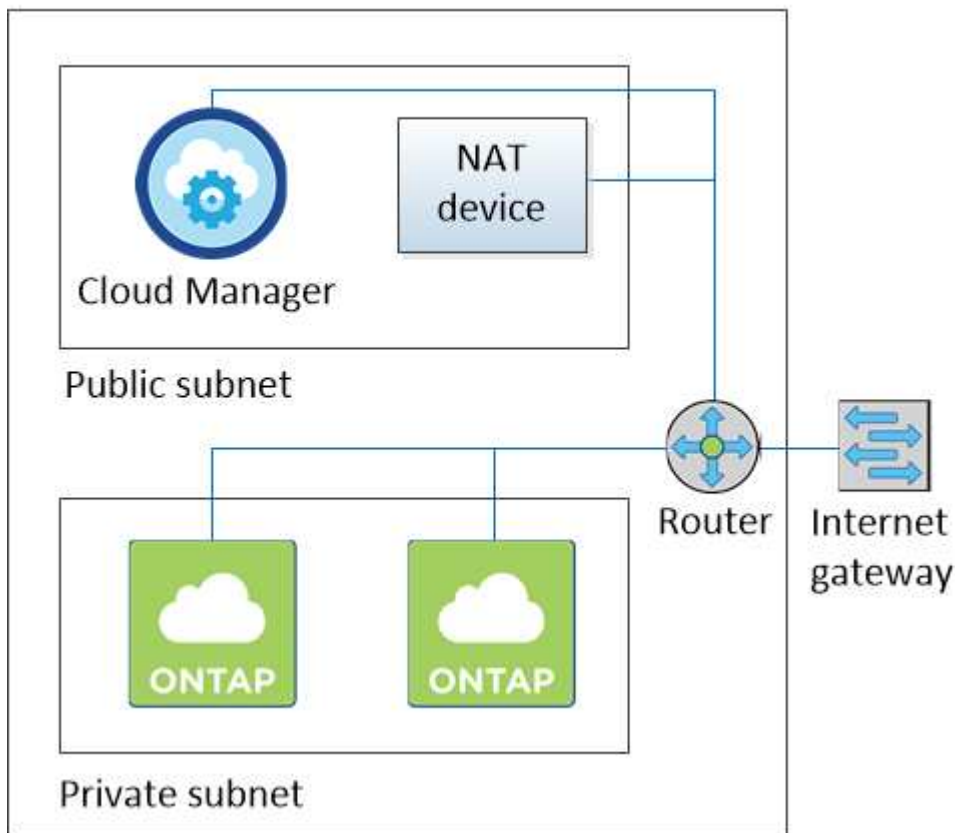 NAT
device
Cloud Manager
Public subnet
Router
Internet
gateway
ONTAP
ONTAP
Private subnet